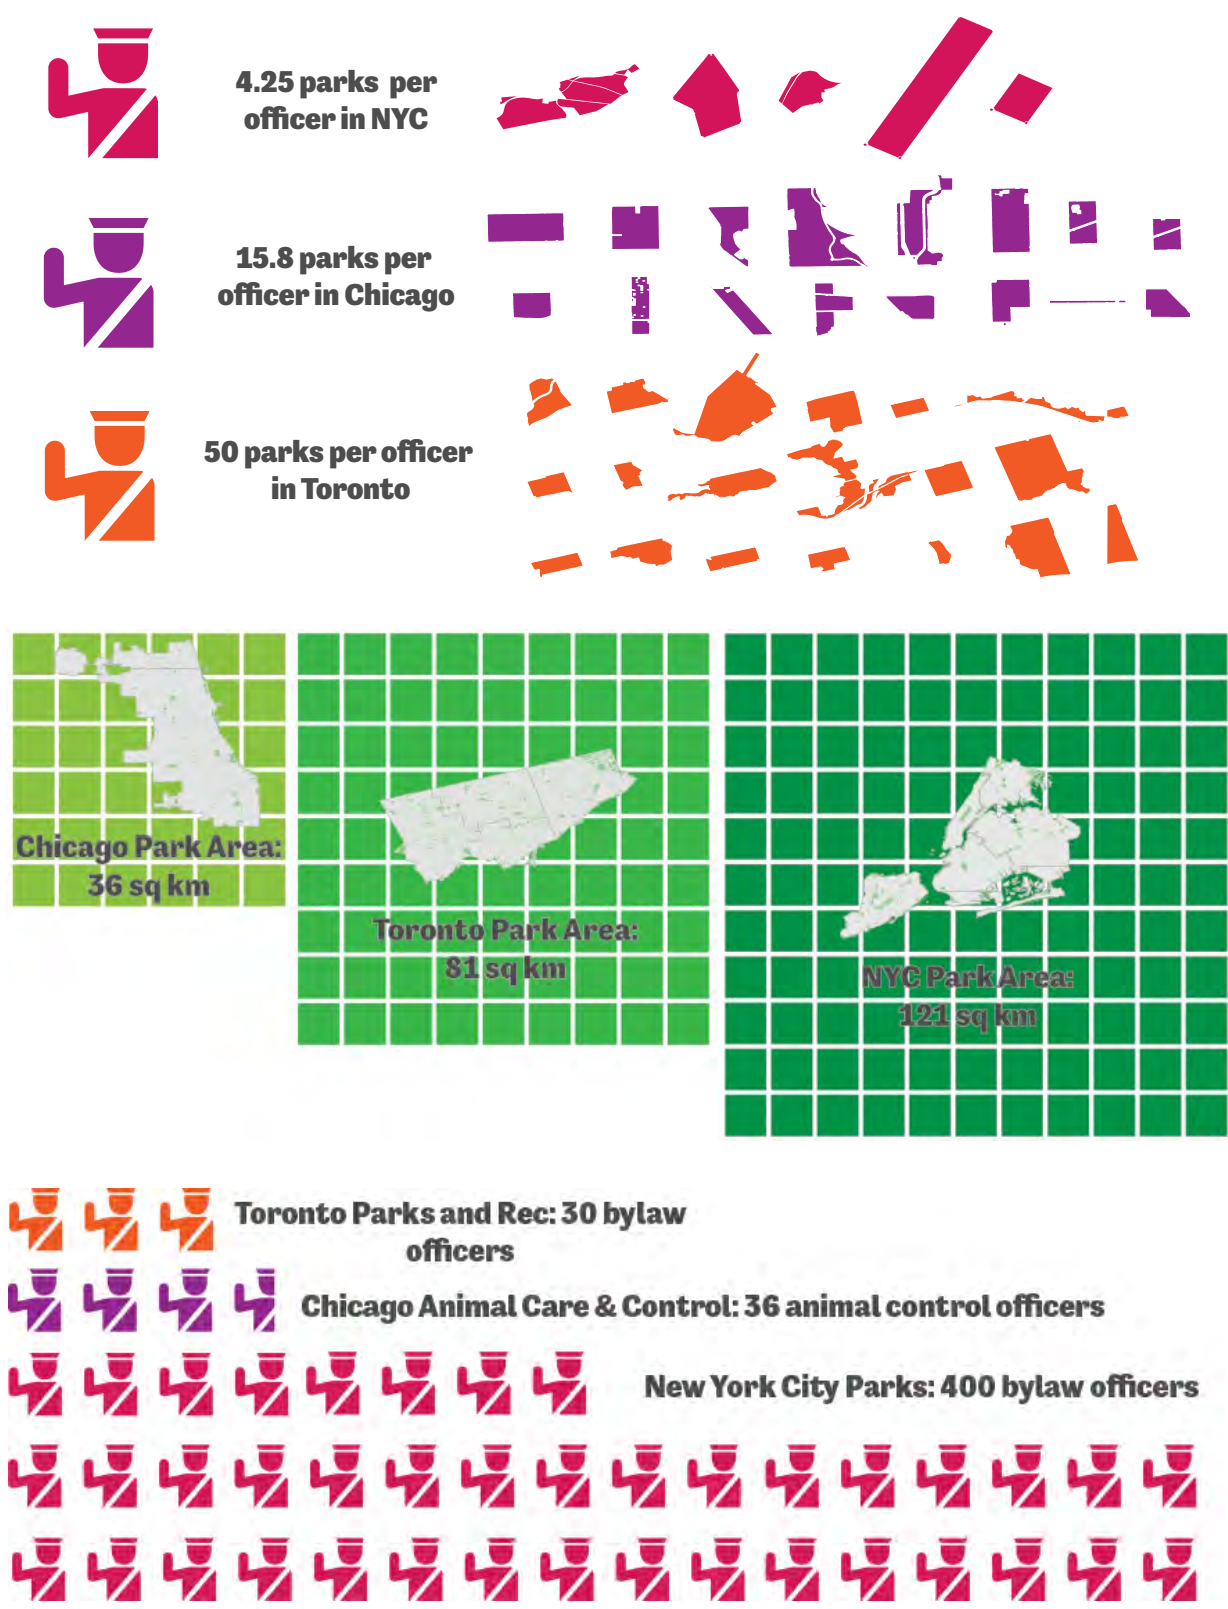 4.25 parks per
officer in NYC
15.8 parks per
officer in Chicago
50 parks per officer
in Toronto
Chicago Park Area:
36 sq km
Toronto Park Area:
81 sq km
NYC Park Area:
121 sq km
Toronto Parks and Rec: 30 bylaw
officers
Chicago Animal Care & Control: 36 animal control officers
New York City Parks: 400 bylaw officers